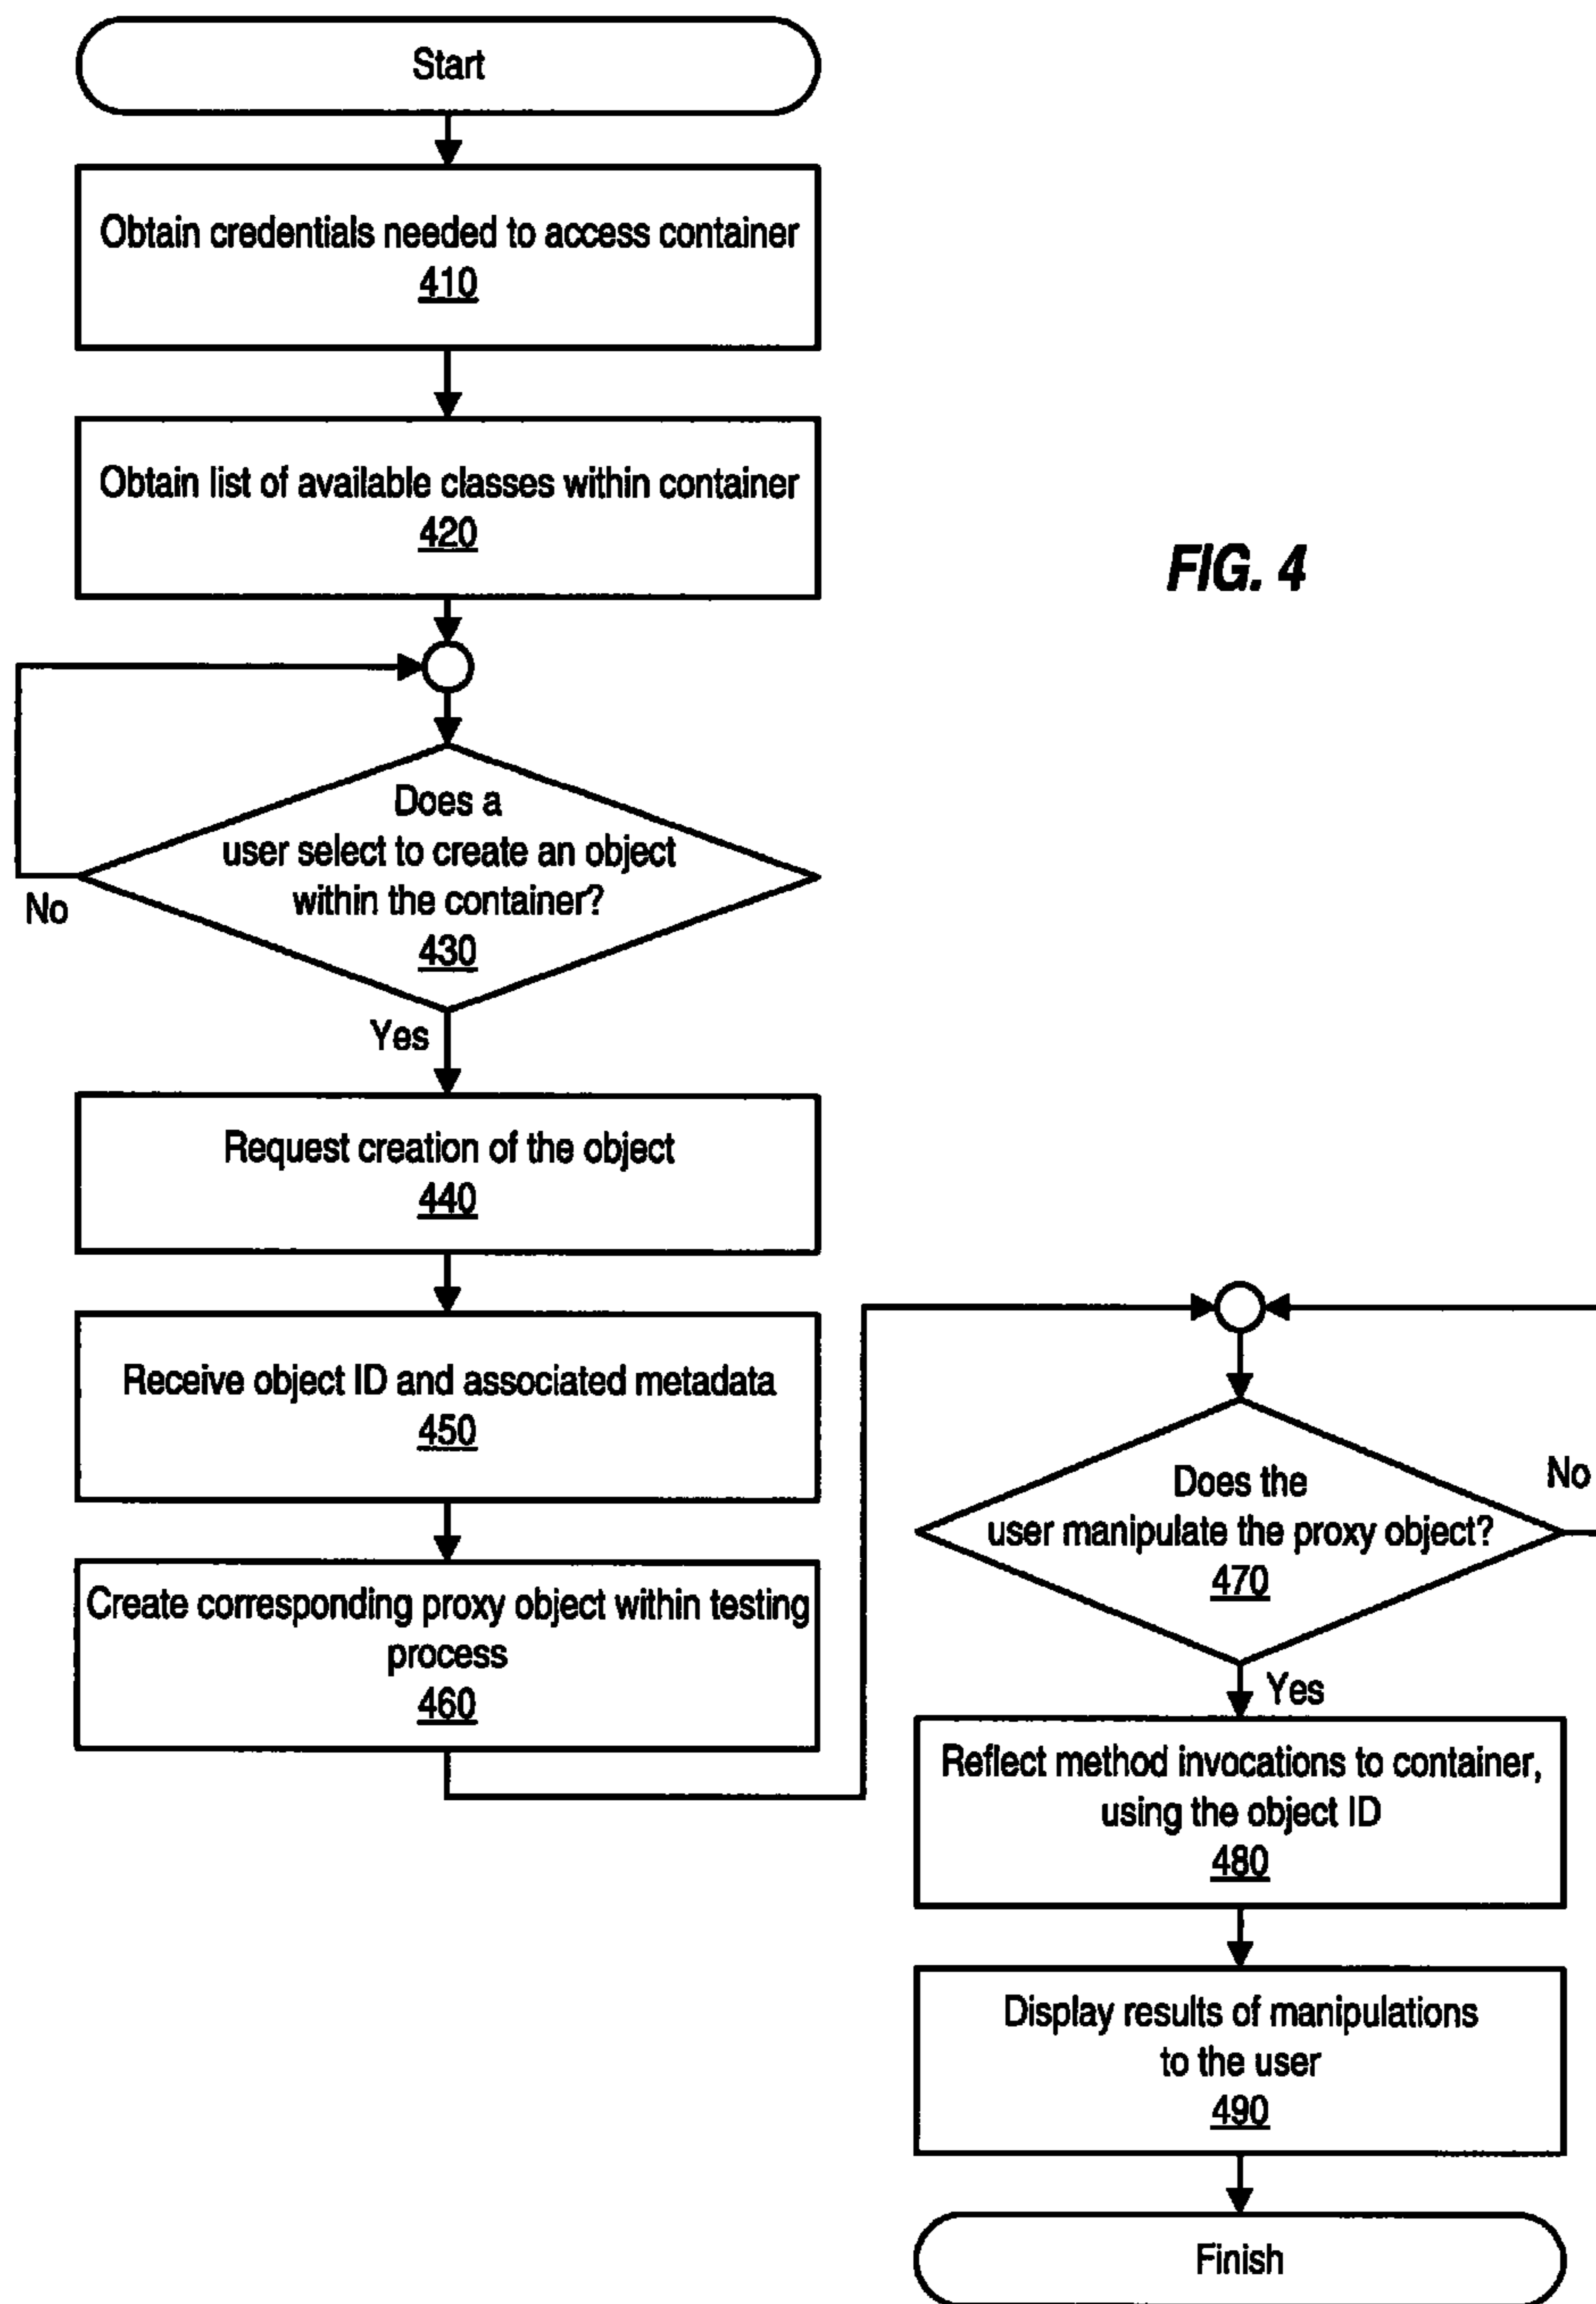 Start
Obtain credentials needed to access container
410
Obtain list of available classes within container
420
FIG. 4
Does a
user select to create an object
within the container?
430
No
Yes
Request creation of the object
440
Receive object ID and associated metadata
450
Create corresponding proxy object within testing
process
460
Does the
user manipulate the proxy object?
470
No
Yes
Reflect method invocations to container,
using the object ID
480
Display results of manipulations
to the user
490
Finish